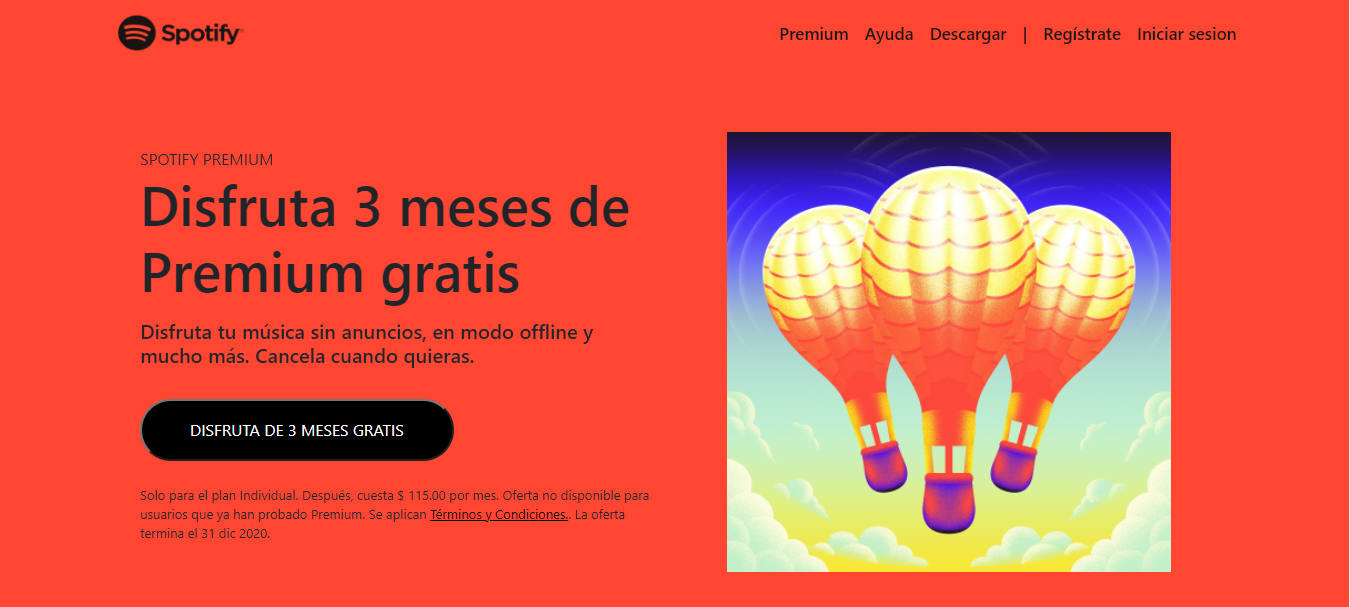 Spotify
Premium Ayuda Descargar | Regístrate Iniciar sesion
SPOTIFY PREMIUM
Disfruta 3 meses de
Premium gratis
Disfruta tu música sin anuncios, en modo offline y
mucho más. Cancela cuando quieras.
DISFRUTA DE 3 MESES GRATIS
Solo para el plan Individual. Después, cuesta $ 115.00 por mes. Oferta no disponible para
usuarios que ya han probado Premium. Se aplican Términos y Condiciones.. La oferta
termina el 31 dic 2020.